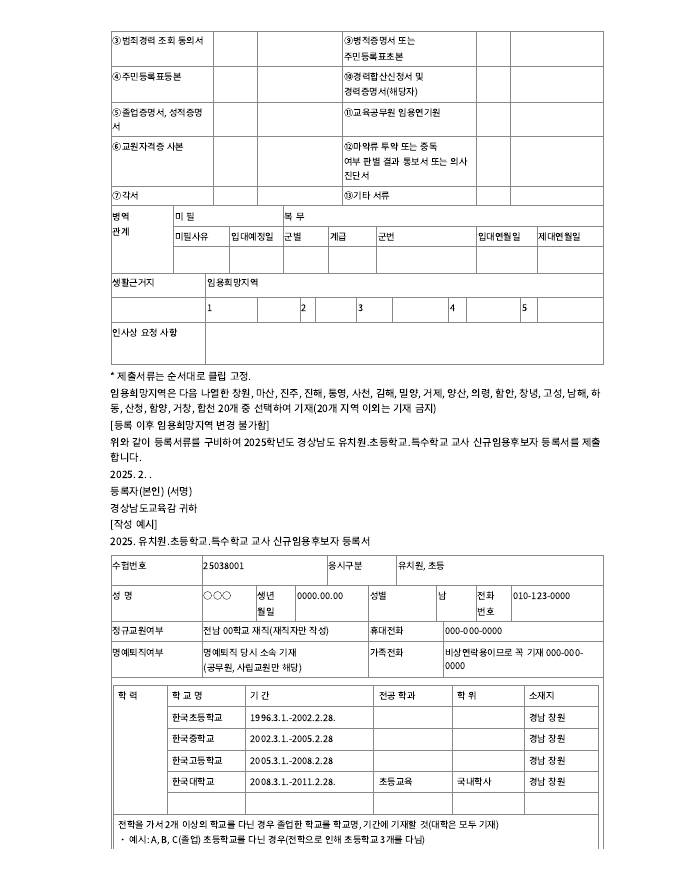 ③범죄경력 조회 동의서 ⑨병적증명서 또는
주민등록표초본
④주민등록표등본 ⑩경력합산신청서 및
경력증명서(해당자)
⑤졸업증명서, 성적증명
서 ⑪교육공무원 임용연기원
⑥교원자격증 사본 ⑫마약류 투약 또는 중독
여부 판별 결과 통보서 또는 의사
진단서
⑦각서 ⑬기타 서류
병역
관계 미 필 복 무
미필사유 입대예정일 군별 계급 군번 입대연월일 제대연월일
생활근거지 임용희망지역
1 2 3 4 5
인사상 요청 사항
* 제출서류는 순서대로 클립 고정.
임용희망지역은 다음 나열한 창원, 마산, 진주, 진해, 통영, 사천, 김해, 밀양, 거제, 양산, 의령, 함안, 창녕, 고성, 남해, 하
동, 산청, 함양, 거창, 합천 20개 중 선택하여 기재(20개 지역 이외는 기재 금지)
[등록 이후 임용희망지역 변경 불가함]
위와 같이 등록서류를 구비하여 2025학년도 경상남도 유치원.초등학교.특수학교 교사 신규임용후보자 등록서를 제출
합니다.
2025. 2. .
등록자(본인) (서명)
경상남도교육감 귀하
[작성 예시]
2025. 유치원.초등학교.특수학교 교사 신규임용후보자 등록서
수험번호 25038001 응시구분 유치원, 초등
성 명 ○○○ 생년
월일 0000.00.00 성별 남 전화
번호 010-123-0000
정규교원여부 전남 00학교 재직(재직자만 작성) 휴대전화 000-000-0000
명예퇴직여부 명예퇴직 당시 소속 기재
(공무원, 사립교원만 해당) 가족전화 비상연락용이므로 꼭 기재 000-000-
0000
학 력 학 교 명 기 간 전공 학과 학 위 소재지
한국초등학교 1996.3.1.-2002.2.28. 경남 창원
한국중학교 2002.3.1.-2005.2.28 경남 창원
한국고등학교 2005.3.1.-2008.2.28 경남 창원
한국대학교 2008.3.1.-2011.2.28. 초등교육 국내학사 경남 창원
전학을 가서 2개 이상의 학교를 다닌 경우 졸업한 학교를 학교명, 기간에 기재할 것(대학은 모두 기재)
· 예시: A, B, C(졸업) 초등학교를 다닌 경우(전학으로 인해 초등학교 3개를 다님)